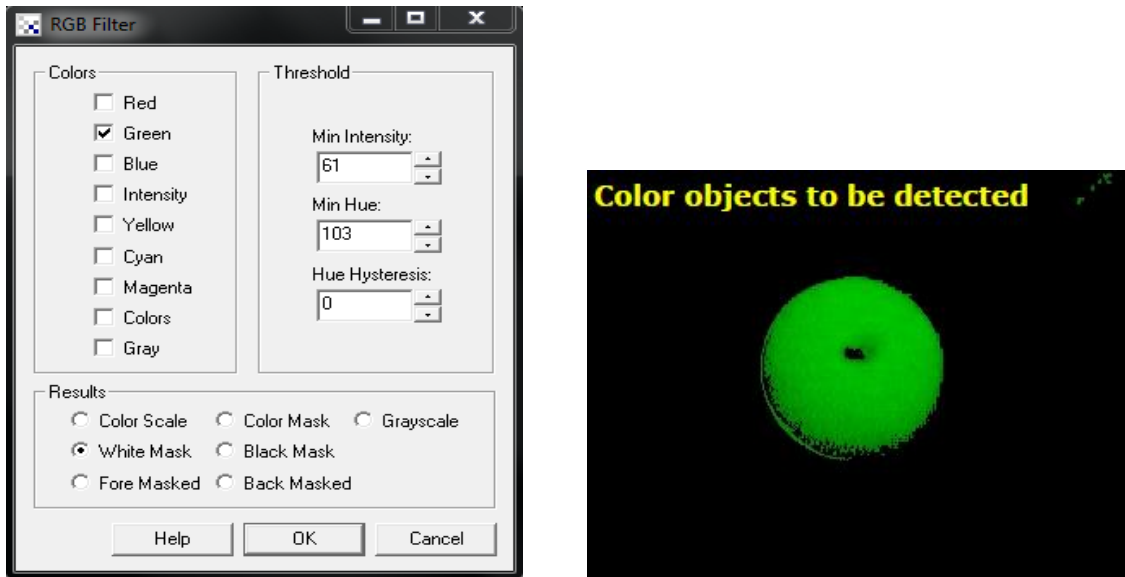 RGB Filter
Colors
Red
Green
Blue
Intensity
Yellow
Cyan
Magenta
Colors
Gray
Threshold
Min Intensity:
61
Min Hue:
103
Hue Hysteresis:
0
Results
Color Scale Color Mask Grayscale
White Mask Black Mask
Fore Masked Back Masked
Help OK Cancel
Color objects to be detected